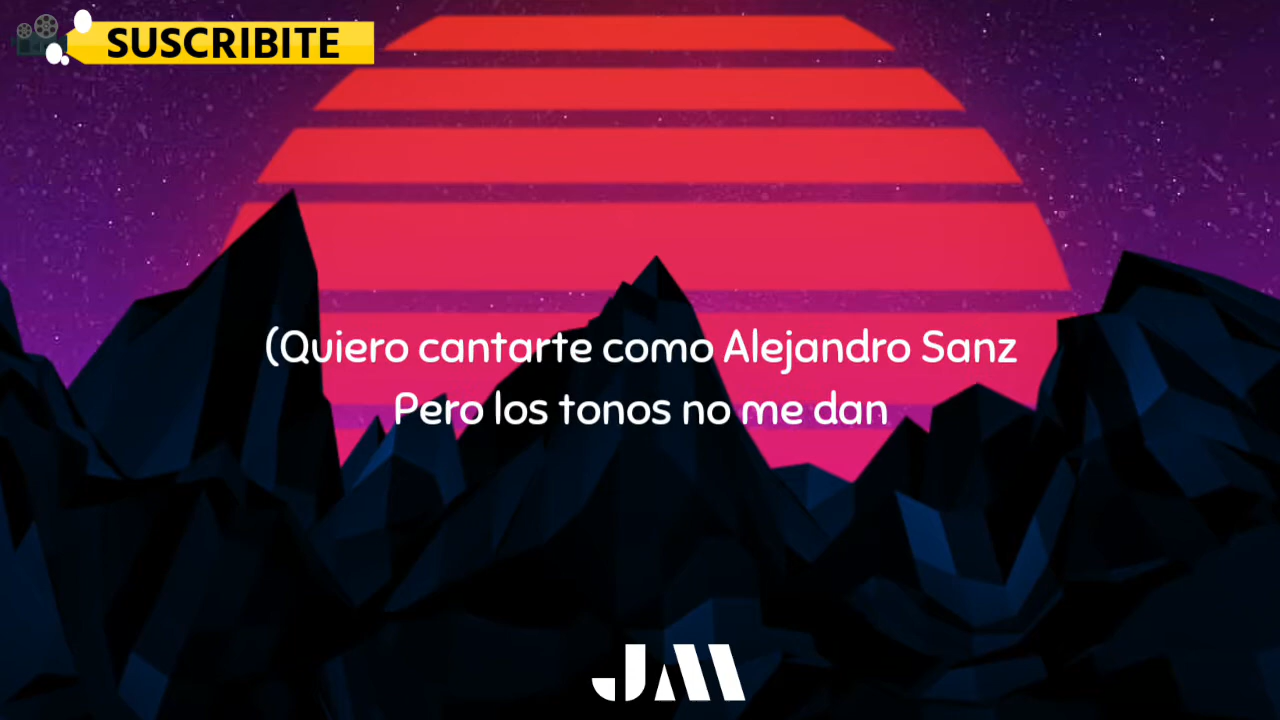 SUSCRIBITE
(Quiero cantarte como Alejandro Sanz
Pero los tonos no me dan
JM